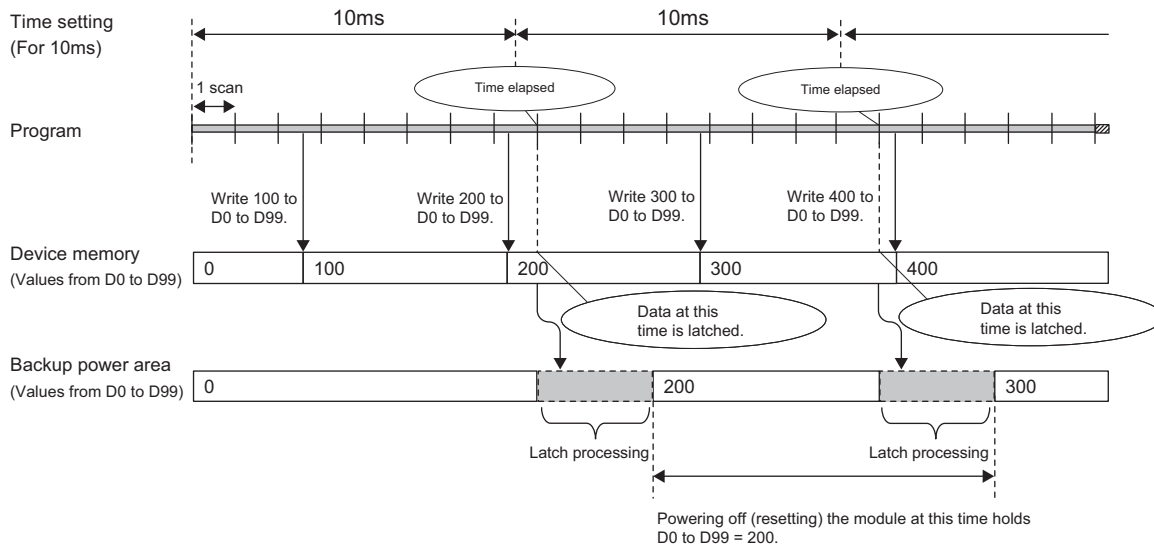 Time setting
(For 10ms)
10ms
10ms
Time elapsed
Time elapsed
1 scan
Program
Write 100 to
D0 to D99.
Write 200 to
D0 to D99.
Write 300 to
D0 to D99.
Write 400 to
D0 to D99.
Device memory
(Values from D0 to D99)
0
100
200
300
400
Data at this
time is latched.
Data at this
time is latched.
Backup power area
(Values from D0 to D99)
0
200
300
Latch processing
Latch processing
Powering off (resetting) the module at this time holds
D0 to D99 = 200.